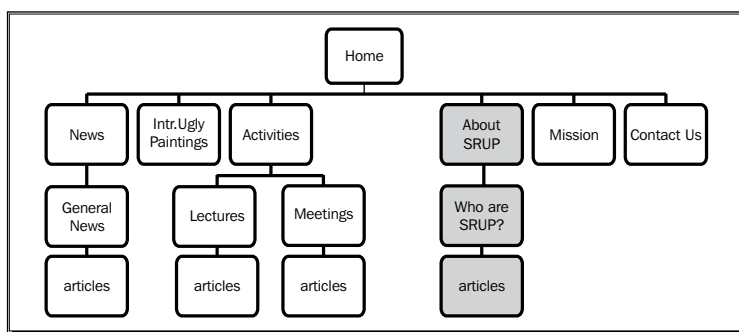 Home
News
Intr.Ugly
Paintings
Activities
About
SRUP
Mission
Contact Us
General
News
Lectures
Meetings
Who are
SRUP?
articles
articles
articles
articles